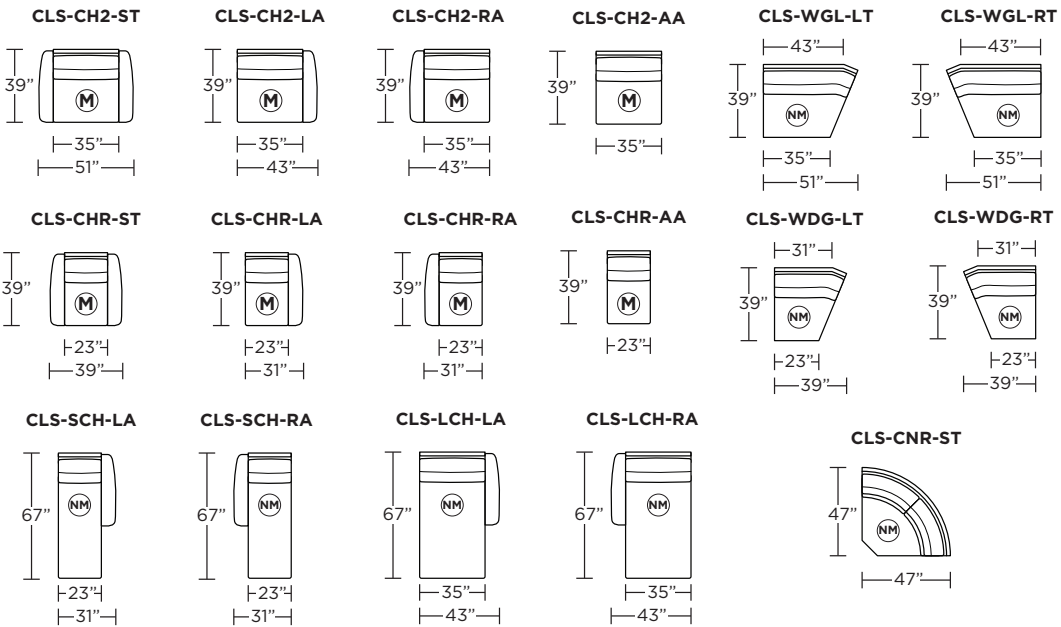 CLS-CH2-ST CLS-CH2-LA CLS-CH2-RA CLS-CH2-AA CLS-WGL-LT CLS-WGL-RT
43” 43”
39” 39” 39” 39” 39” 39”
M M M M NM NM
35” 35” 35” 35” 35” 35”
51” 43” 43” 51” 51”
CLS-CHR-ST CLS-CHR-LA CLS-CHR-RA CLS-CHR-AA CLS-WDG-LT CLS-WDG-RT
31” 31”
39” 39” 39” 39” 39” 39”
M M M M NM NM
23” 23” 23” 23” 23” 23”
39” 31” 31” 39” 39”
CLS-SCH-LA CLS-SCH-RA CLS-LCH-LA CLS-LCH-RA CLS-CNR-ST
NM NM NM NM NM
67” 67” 67” 67” 47”
23” 23” 35” 35” 47”
31” 31” 43” 43”